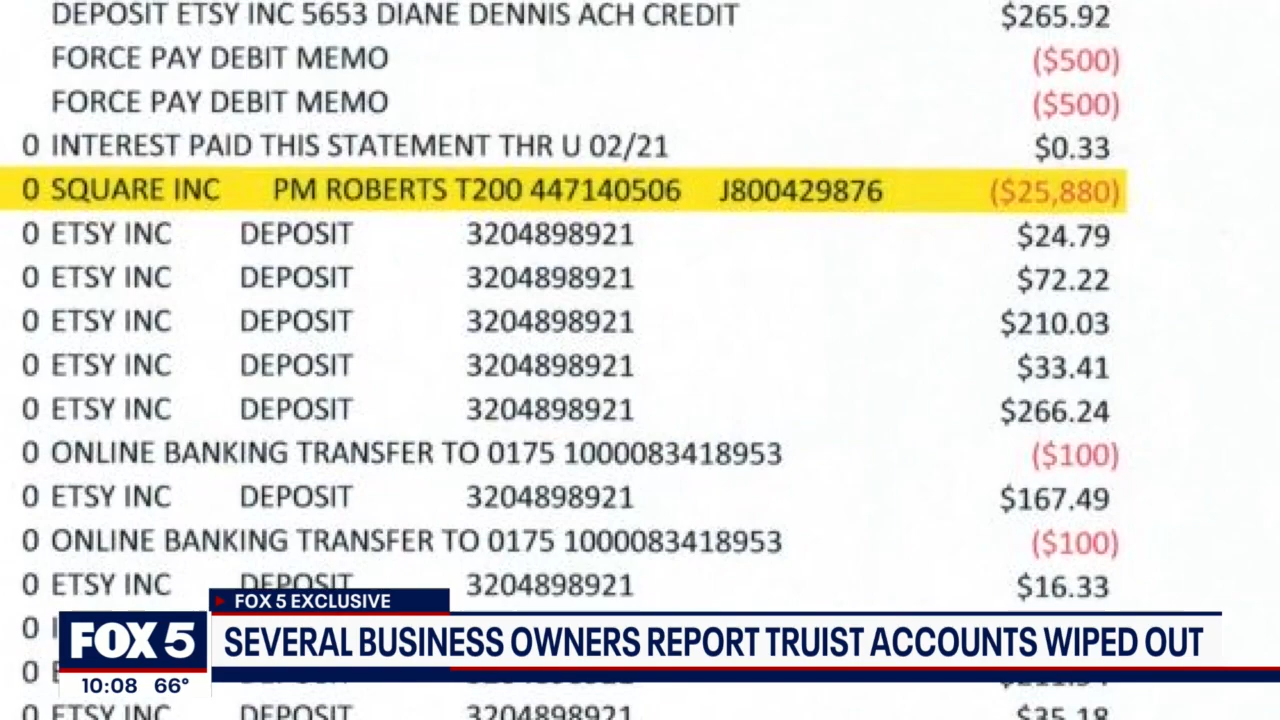 DEPOSIT ETSY INC 5653 DIANE DENNIS ACH CREDIT $265.92
FORCE PAY DEBIT MEMO ($500)
FORCE PAY DEBIT MEMO ($500)
0 INTEREST PAID THIS STATEMENT THR U 02/21 $0.33
0 SQUARE INC PM ROBERTS T200 447140506 J800429876 ($25,880)
0 ETSY INC DEPOSIT 3204898921 $24.79
0 ETSY INC DEPOSIT 3204898921 $72.22
0 ETSY INC DEPOSIT 3204898921 $210.03
0 ETSY INC DEPOSIT 3204898921 $33.41
0 ETSY INC DEPOSIT 3204898921 $266.24
0 ONLINE BANKING TRANSFER TO 0175 1000083418953 ($100)
0 ETSY INC DEPOSIT 3204898921 $167.49
0 ONLINE BANKING TRANSFER TO 0175 1000083418953 ($100)
0 ETSY INC DEPOSIT 3204898921 $16.33
FOX 5 EXCLUSIVE
0
FOX 5
SEVERAL BUSINESS OWNERS REPORT TRUIST ACCOUNTS WIPED OUT
0
10:08 66°
0 ETSY INC DEPOSIT 3204898921 $35.18